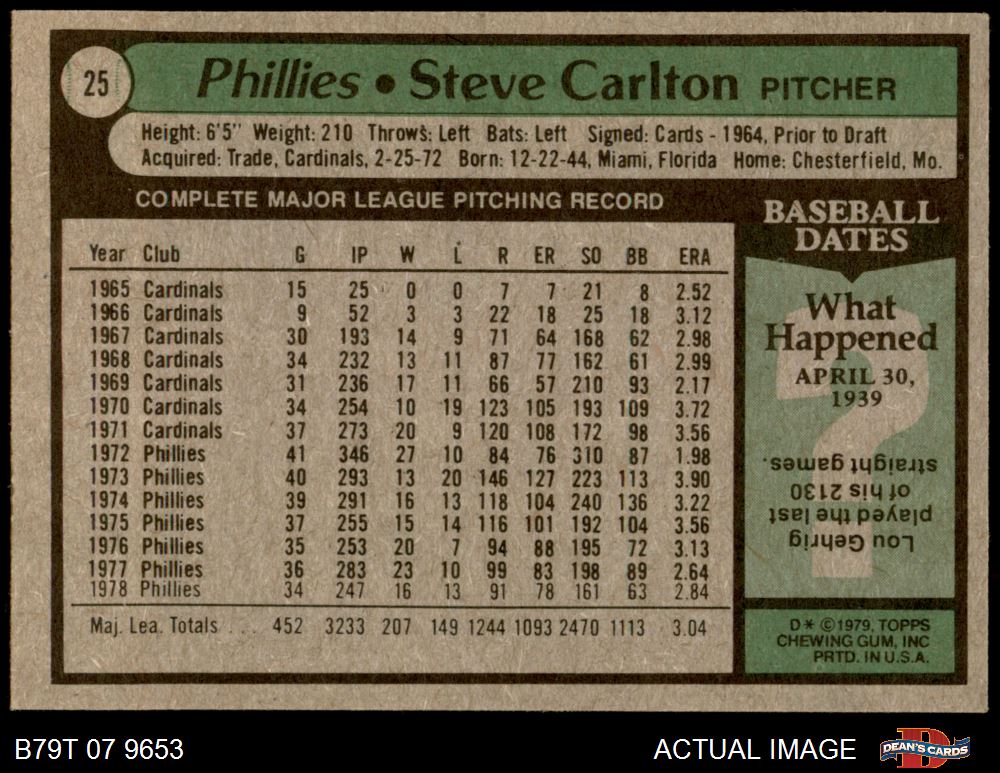 25
Phillies • Steve Carlton PITCHER
Height: 6'5" Weight: 210 Throws: Left Bats: Left Signed: Cards - 1964, Prior to Draft
Acquired: Trade, Cardinals, 2-25-72 Born: 12-22-44, Miami, Florida Home: Chesterfield, Mo.
COMPLETE MAJOR LEAGUE PITCHING RECORD
Year Club G IP W L R ER SO BB ERA
1965 Cardinals 15 25 0 0 7 7 21 8 2.52
1966 Cardinals 9 52 3 3 22 18 25 18 3.12
1967 Cardinals 30 193 14 9 71 64 168 62 2.98
1968 Cardinals 34 232 13 11 87 77 162 61 2.99
1969 Cardinals 31 236 17 11 66 57 210 93 2.17
1970 Cardinals 34 254 10 19 123 105 193 109 3.72
1971 Cardinals 37 273 20 9 120 108 172 98 3.56
1972 Phillies 41 346 27 10 84 76 310 87 1.98
1973 Phillies 40 293 13 20 146 127 223 113 3.90
1974 Phillies 39 291 16 13 118 104 240 136 3.22
1975 Phillies 37 255 15 14 116 101 192 104 3.56
1976 Phillies 35 253 20 7 94 88 195 72 3.13
1977 Phillies 36 283 23 10 99 83 198 89 2.64
1978 Phillies 34 247 16 13 91 78 161 63 2.84
Maj. Lea. Totals ... 452 3233 207 149 1244 1093 2470 1113 3.04
BASEBALL
DATES
What
Happened
APRIL 30,
1939
?
Lou Gehrig
played the last
of his 2130
straight games.
D* ©1979, TOPPS
CHEWING GUM, INC
PRTD. IN U.S.A.
B79T 07 9653
ACTUAL IMAGE
DEAN'S CARDS